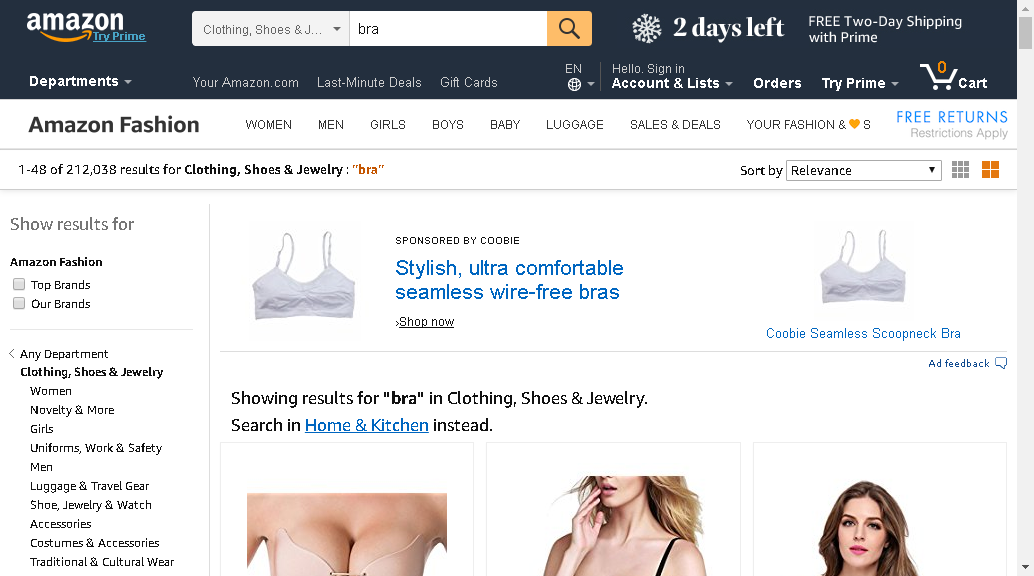 amazon
Try Prime
Clothing, Shoes & J...
bra
2 days left
FREE Two-Day Shipping
with Prime
Departments
Your Amazon.com
Last-Minute Deals
Gift Cards
EN
Hello. Sign in
Account & Lists
Orders
Try Prime
0
Cart
Amazon Fashion
WOMEN
MEN
GIRLS
BOYS
BABY
LUGGAGE
SALES & DEALS
YOUR FASHION & S
FREE RETURNS
Restrictions Apply
1-48 of 212,038 results for Clothing, Shoes & Jewelry : "bra"
Sort by Relevance
Show results for
Amazon Fashion
Top Brands
Our Brands
Any Department
Clothing, Shoes & Jewelry
Women
Novelty & More
Girls
Uniforms, Work & Safety
Men
Luggage & Travel Gear
Shoe, Jewelry & Watch
Accessories
Costumes & Accessories
Traditional & Cultural Wear
SPONSORED BY COOBIE
Stylish, ultra comfortable
seamless wire-free bras
›Shop now
Coobie Seamless Scoopneck Bra
Ad feedback
Showing results for "bra" in Clothing, Shoes & Jewelry.
Search in Home & Kitchen instead.